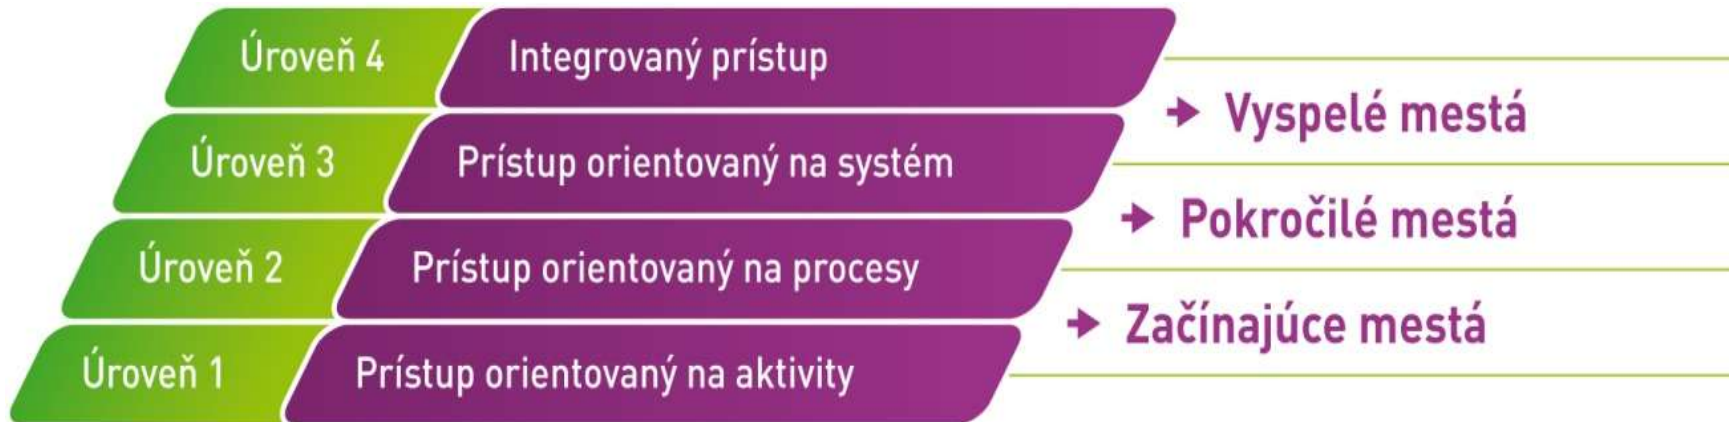 Úroveň 4 Integrovaný prístup
Vyspelé mestá
Úroveň 3 Prístup orientovaný na systém
Pokročilé mestá
Úroveň 2 Prístup orientovaný na procesy
Začínajúce mestá
Úroveň 1 Prístup orientovaný na aktivity